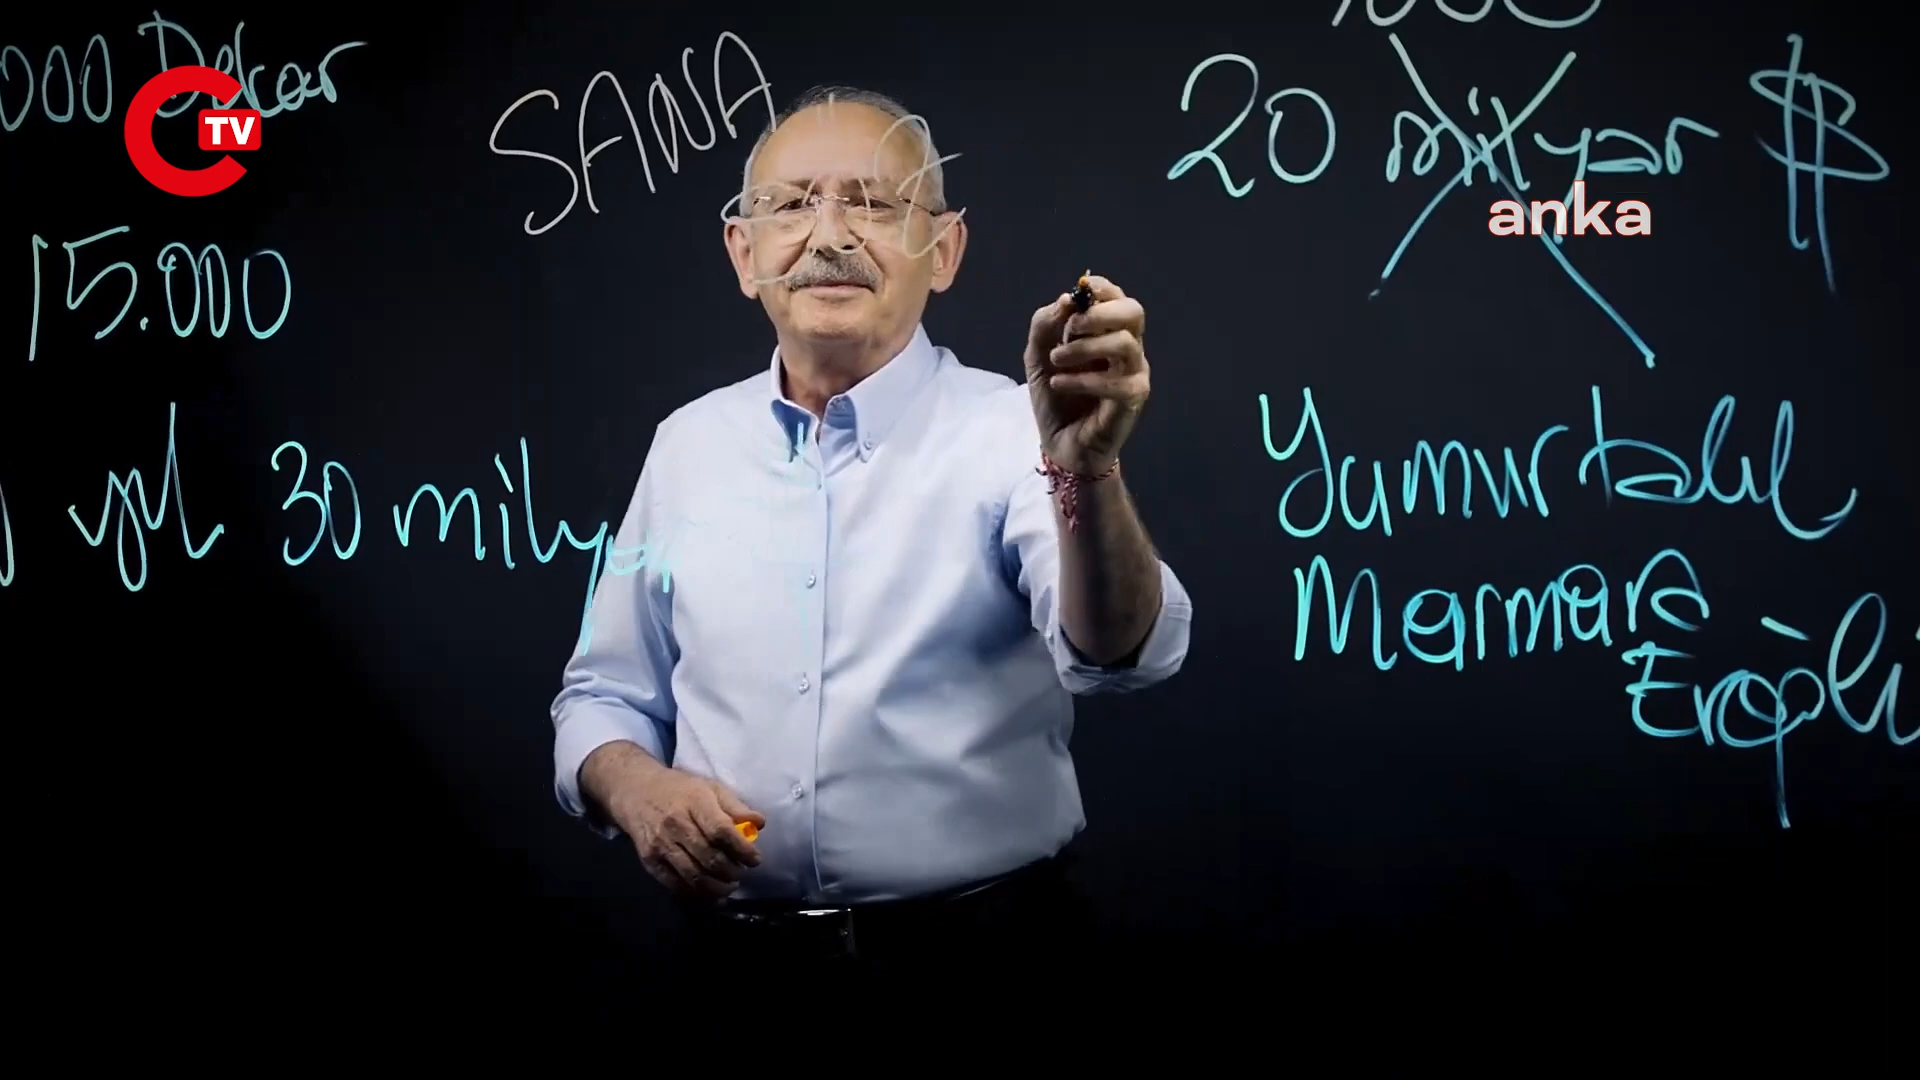 000 Dekar
TV
SANA
20 milyar $
anka
15.000
yıl 30 milyar
Yumurtalık
Marmara
Ereğli